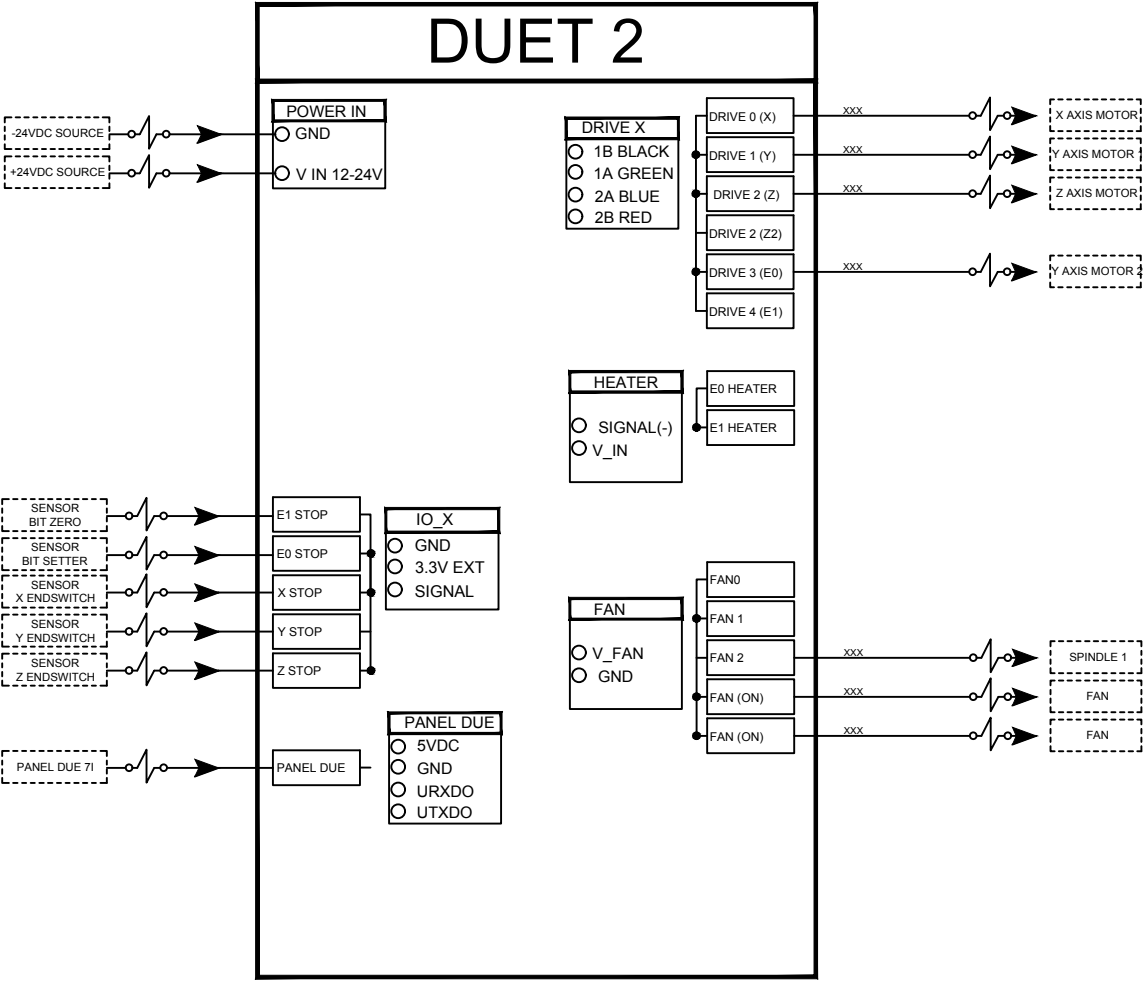 DUET 2
-24VDC SOURCE
+24VDC SOURCE
POWER IN
GND
V IN 12-24V
DRIVE X
1B BLACK
1A GREEN
2A BLUE
2B RED
DRIVE 0 (X)
XXX
X AXIS MOTOR
DRIVE 1 (Y)
XXX
Y AXIS MOTOR 1
DRIVE 2 (Z)
XXX
Z AXIS MOTOR
DRIVE 2 (Z2)
DRIVE 3 (E0)
XXX
Y AXIS MOTOR 2
DRIVE 4 (E1)
HEATER
SIGNAL(-)
V_IN
E0 HEATER
E1 HEATER
SENSOR
BIT ZERO
E1 STOP
SENSOR
BIT SETTER
E0 STOP
SENSOR
X ENDSWITCH
X STOP
SENSOR
Y ENDSWITCH
Y STOP
SENSOR
Z ENDSWITCH
Z STOP
IO_X
GND
3.3V EXT
SIGNAL
FAN
V_FAN
GND
FAN0
FAN 1
FAN 2
XXX
SPINDLE 1
FAN (ON)
XXX
FAN
FAN (ON)
XXX
FAN
PANEL DUE 7I
PANEL DUE
PANEL DUE
5VDC
GND
URXDO
UTXDO